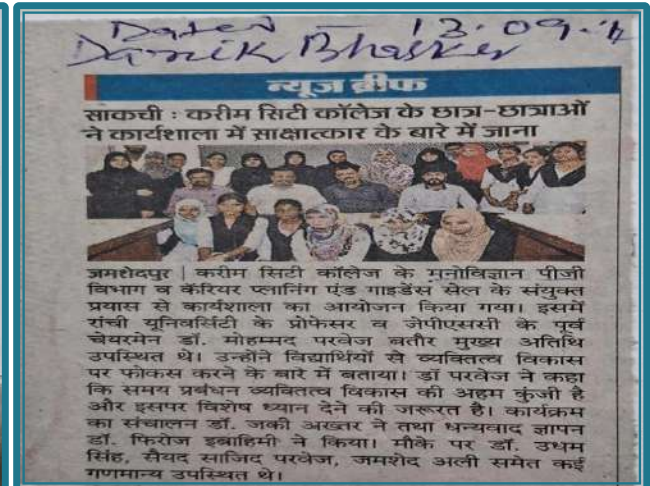 Dated 13.09.
Dainik Bhasker
न्यूज ब्रीफ
साकची : करीम सिटी कॉलेज के छात्र-छात्राओं
ने कार्यशाला में साक्षात्कार के बारे में जाना
जमशेदपुर | करीम सिटी कॉलेज के मनोविज्ञान पीजी
विभाग व कॅरियर प्लानिंग एंड गाइडेंस सेल के संयुक्त
प्रयास से कार्यशाला का आयोजन किया गया। इसमें
रांची यूनिवर्सिटी के प्रोफेसर व जेपीएससी के पूर्व
चेयरमेन डॉ. मोहम्मद परवेज बतौर मुख्य अतिथि
उपस्थित थे। उन्होंने विद्यार्थियों से व्यक्तित्व विकास
पर फोकस करने के बारे में बताया। डॉ परवेज ने कहा
कि समय प्रबंधन व्यक्तित्व विकास की अहम कुंजी है
और इसपर विशेष ध्यान देने की जरूरत है। कार्यक्रम
का संचालन डॉ. जकी अख्तर ने तथा धन्यवाद ज्ञापन
डॉ. फिरोज इब्राहिमी ने किया। मौके पर डॉ. उधम
सिंह, सैयद साजिद परवेज, जमशेद अली समेत कई
गणमान्य उपस्थित थे।